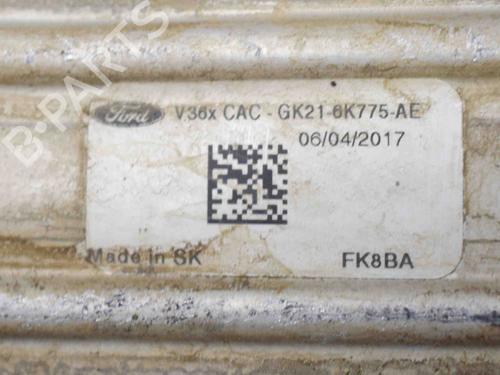 B-PARTS
Ford V36x CAC - GK21-6K775-AE
06/04/2017
Made in SK FK8BA